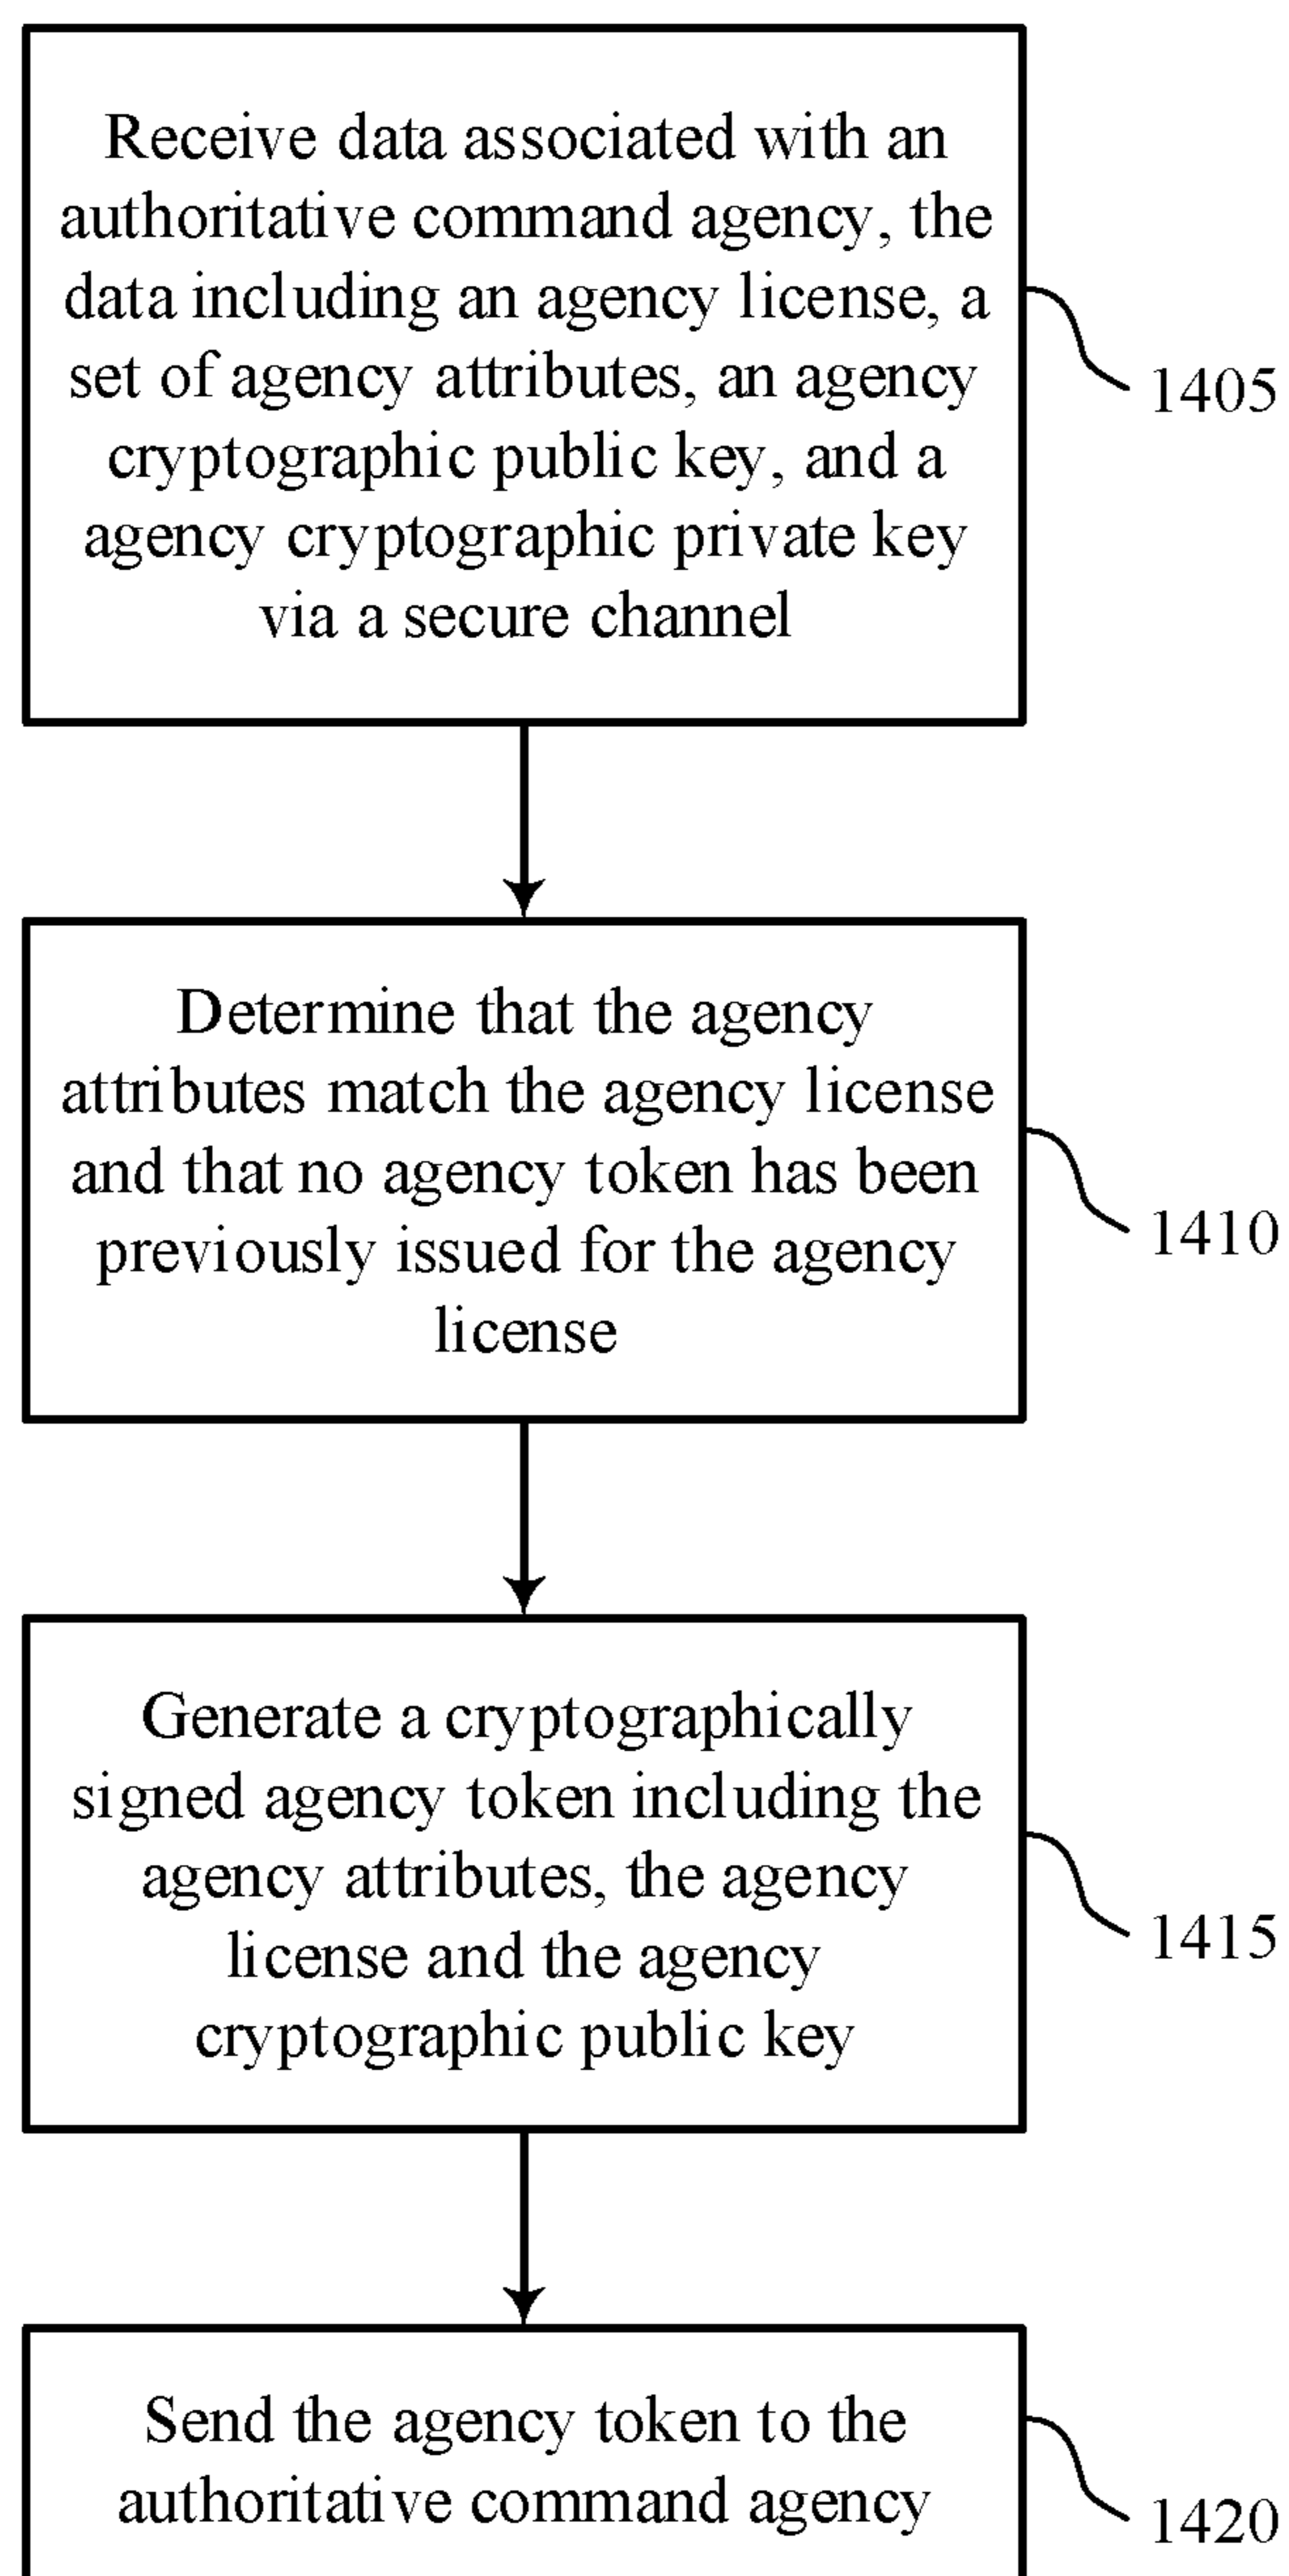 Receive data associated with an
authoritative command agency, the
data including an agency license, a
set of agency attributes, an agency
cryptographic public key, and a
agency cryptographic private key
via a secure channel
1405
Determine that the agency
attributes match the agency license
and that no agency token has been
previously issued for the agency
license
1410
Generate a cryptographically
signed agency token including the
agency attributes, the agency
license and the agency
cryptographic public key
1415
Send the agency token to the
authoritative command agency
1420